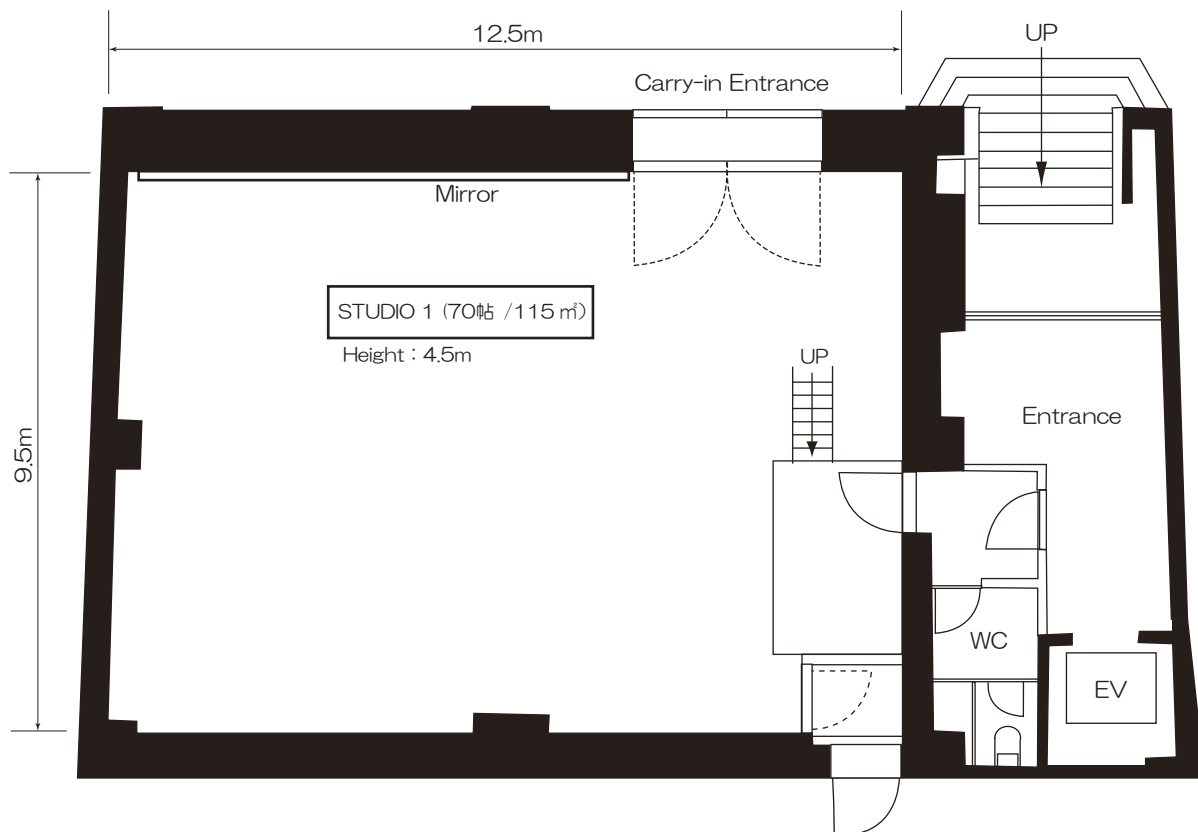 12.5m
UP
Carry-in Entrance
Mirror
STUDIO 1 (70帖 /115㎡)
Height：4.5m
UP
Entrance
9.5m
WC
EV